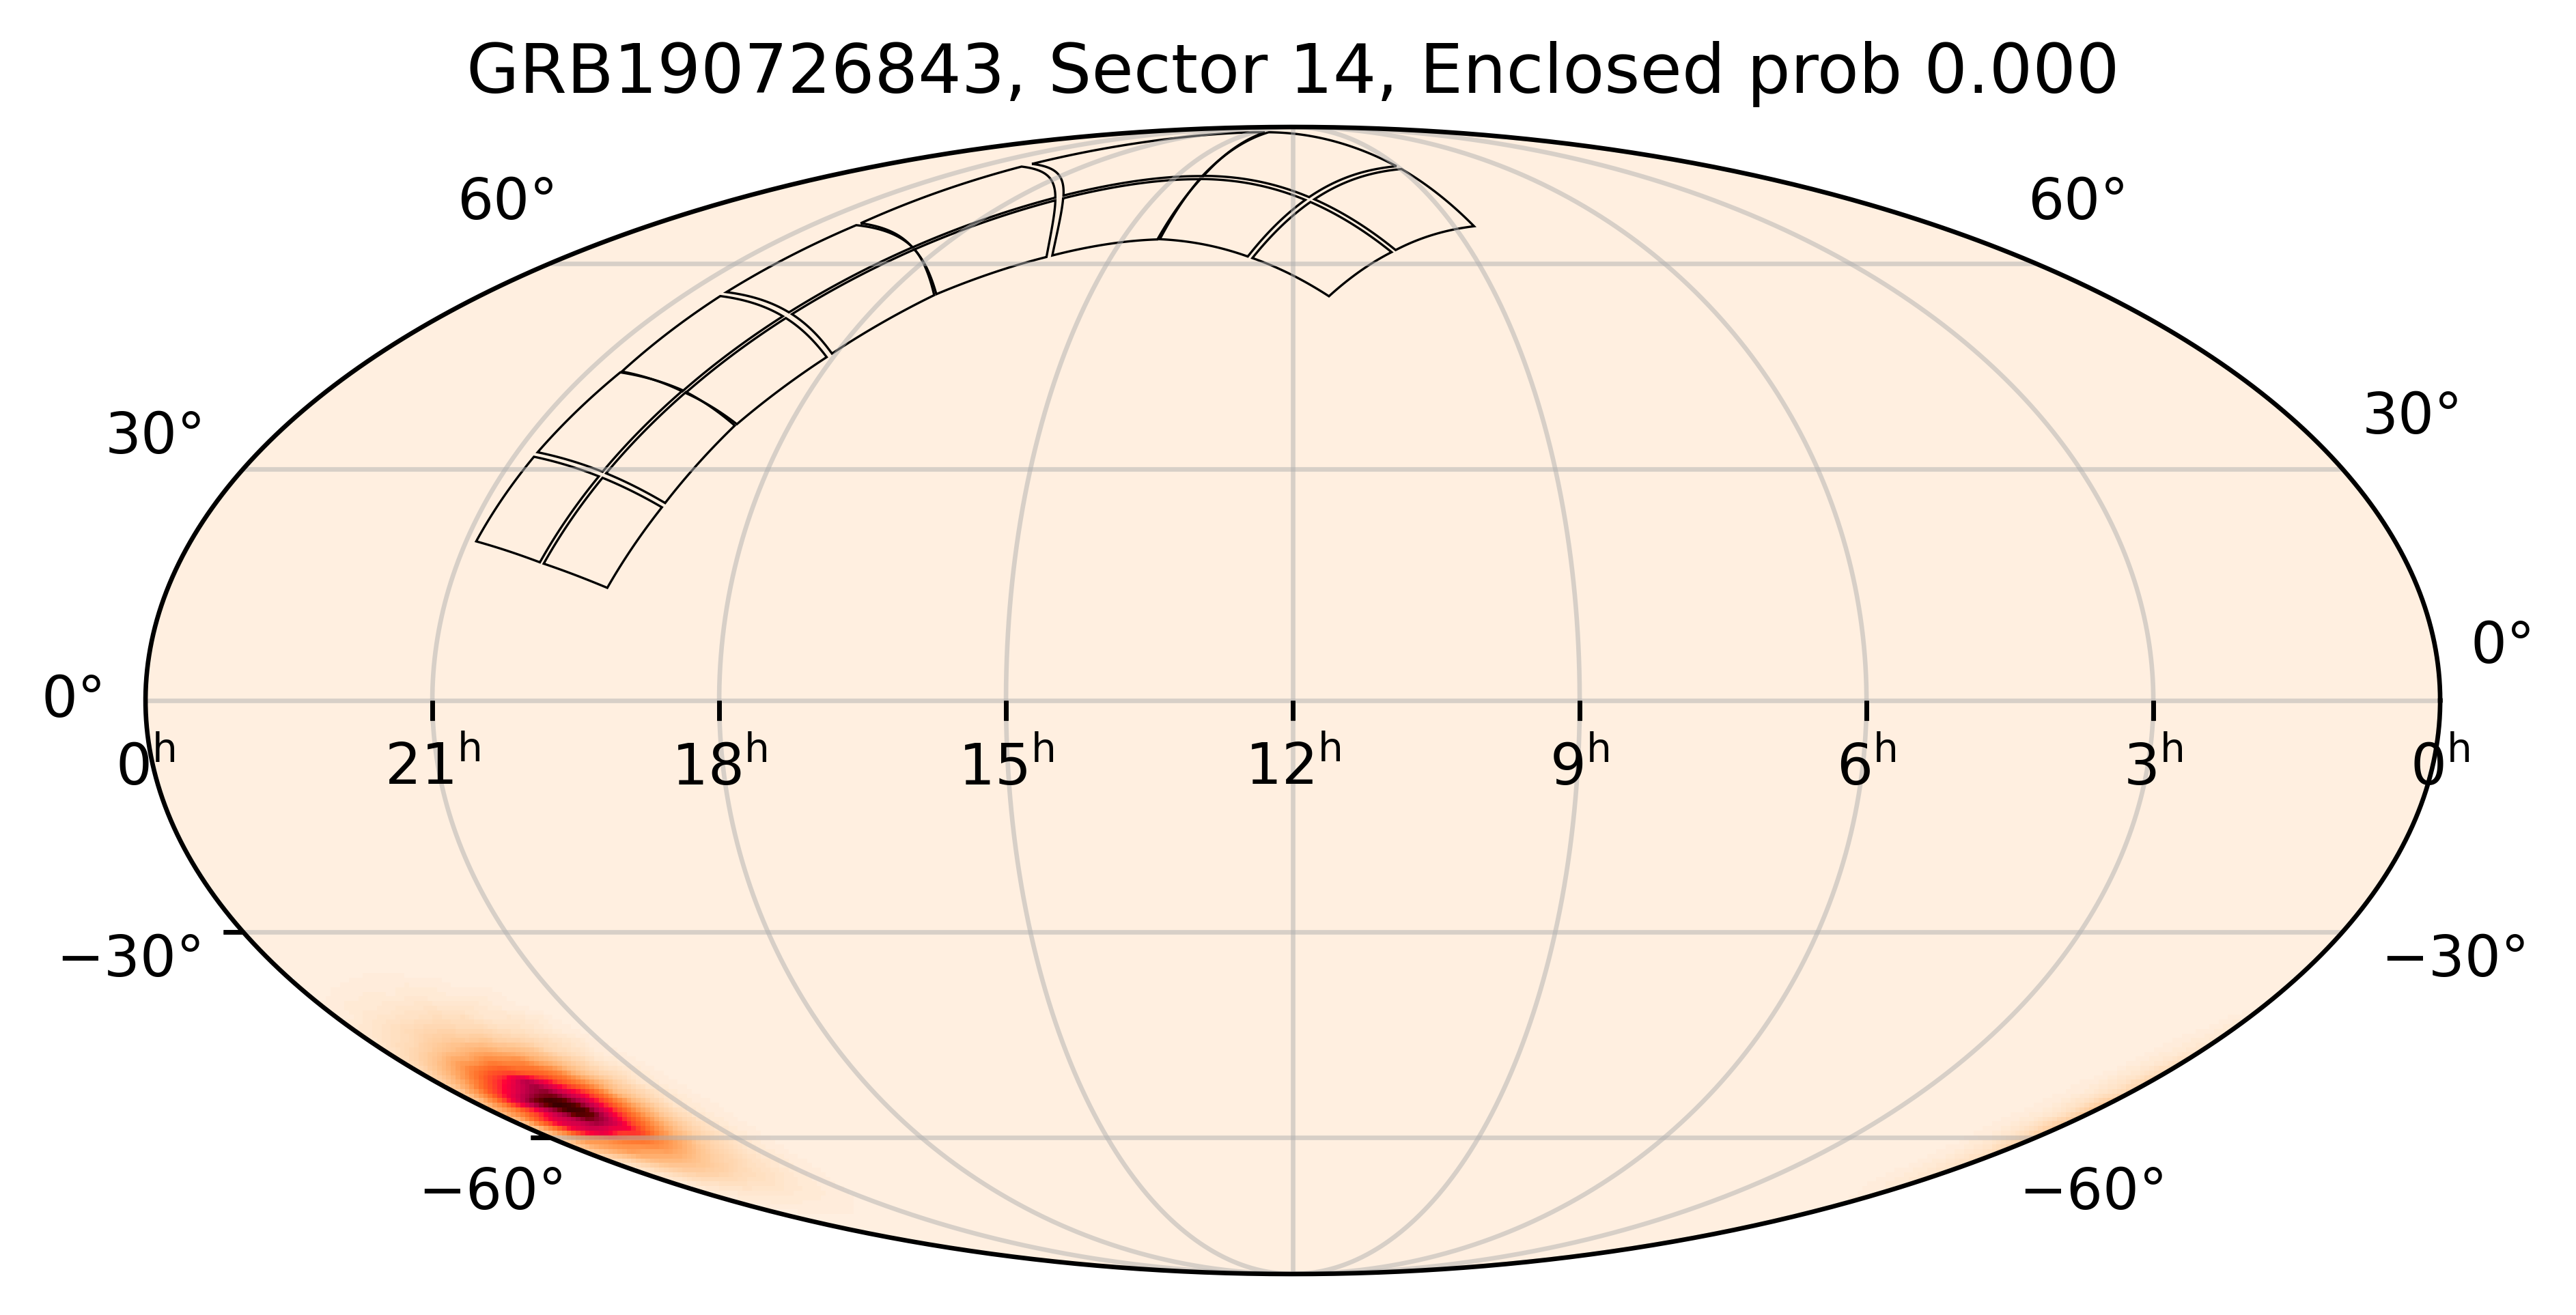 GRB190726843, Sector 14, Enclosed prob 0.000
60° 60°
30° 30°
0° 0°
0h 21h 18h 15h 12h 9h 6h 3h 0h
−30° −30°
−60° −60°